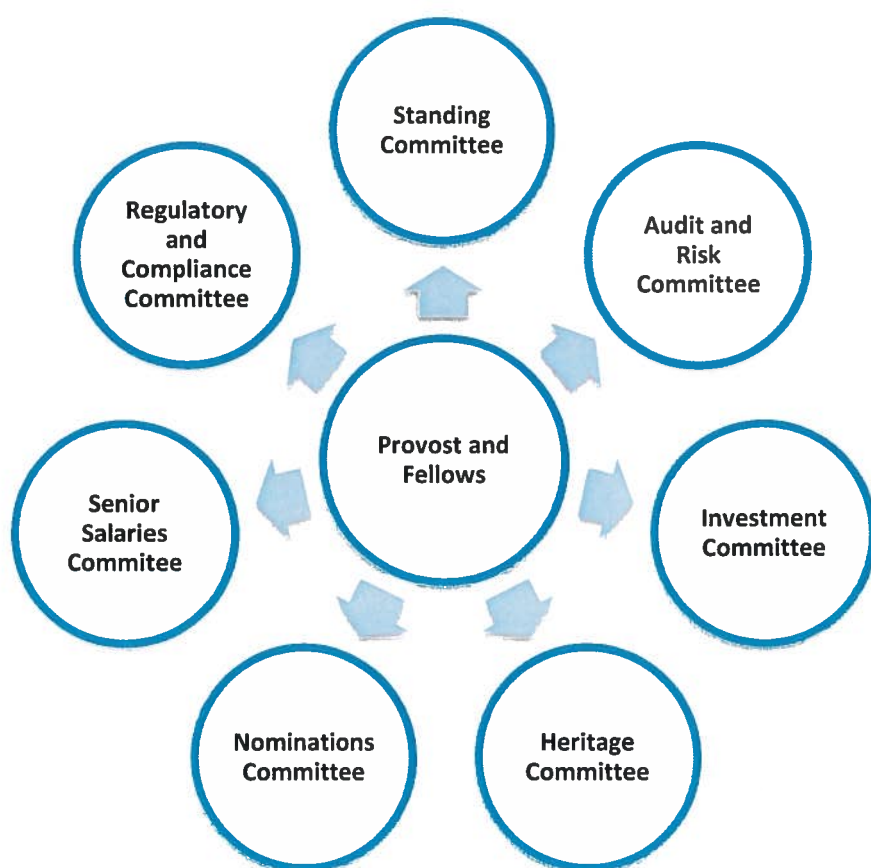 Standing
Committee
Regulatory
and
Compliance
Committee
Audit and
Risk
Committee
Provost and
Fellows
Senior
Salaries
Commitee
Investment
Committee
Nominations
Committee
Heritage
Committee